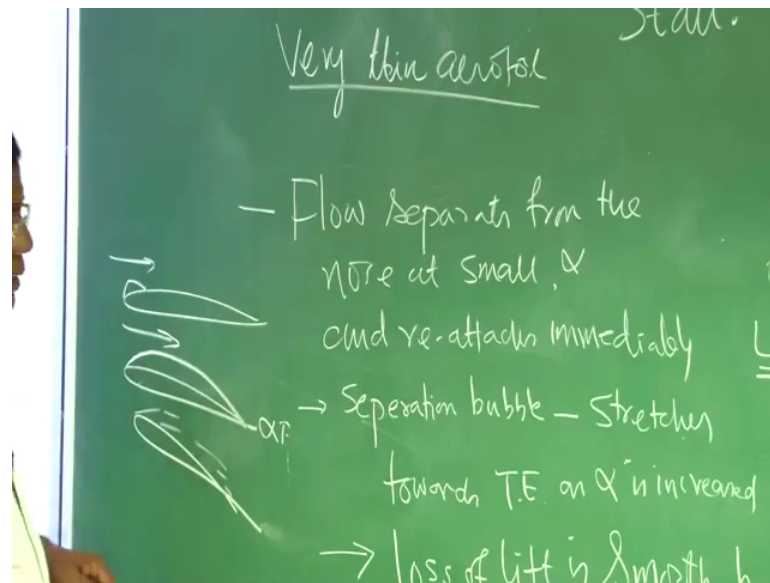 Stall.
Very thin aerofoil
- Flow separates from the
nose at small, α
and re-attaches immediately
αT.
→ Seperation bubble - Stretches
towards T.E. as α is increased
→ loss of lift is smooth